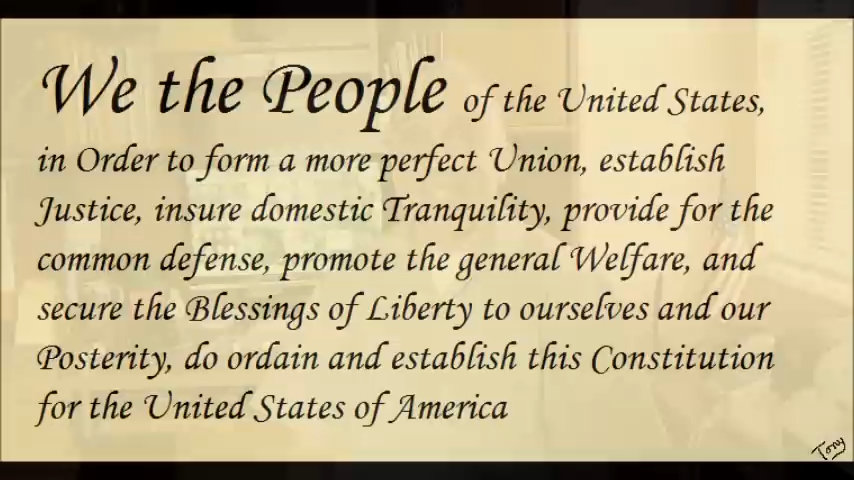 We the People of the United States,
in Order to form a more perfect Union, establish
Justice, insure domestic Tranquility, provide for the
common defense, promote the general Welfare, and
secure the Blessings of Liberty to ourselves and our
Posterity, do ordain and establish this Constitution
for the United States of America
Tony